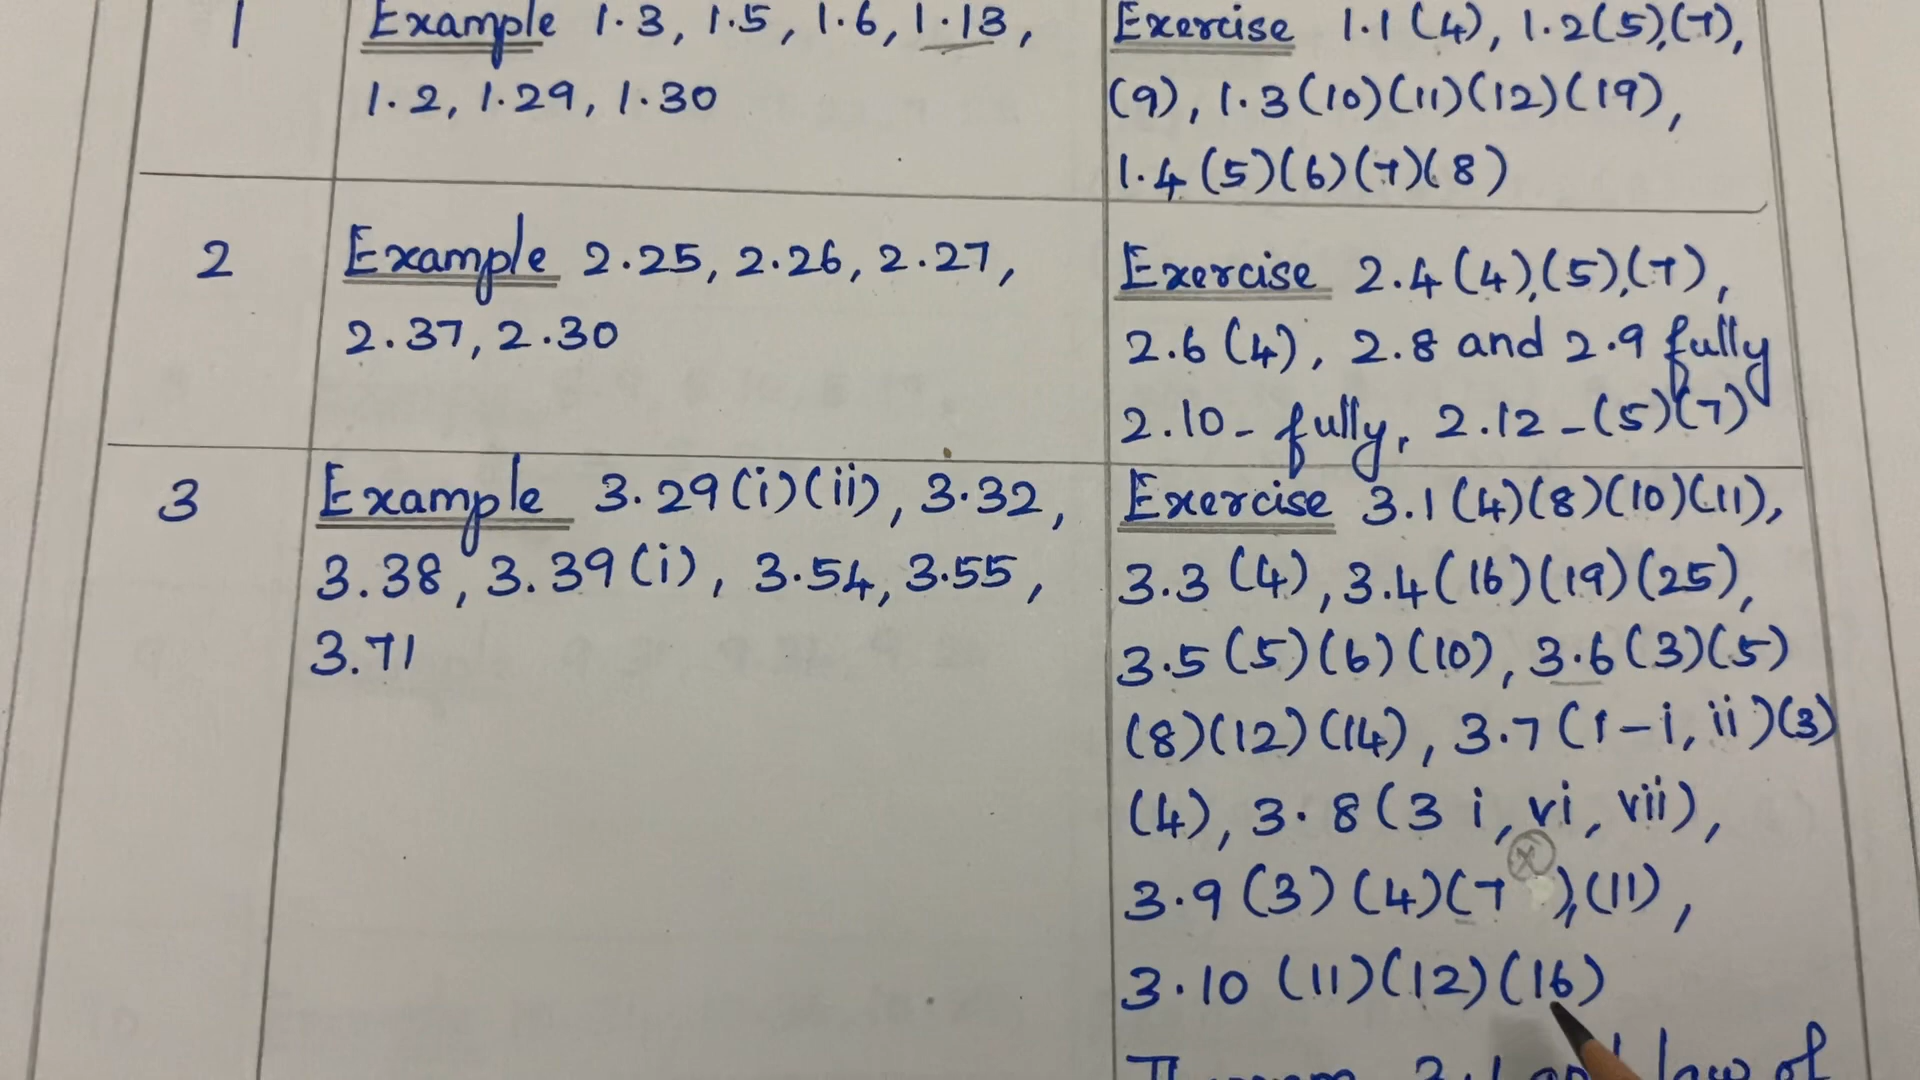 1
Example 1.3, 1.5, 1.6, 1.13,
1.2, 1.29, 1.30
Exercise 1.1(4), 1.2(5),(7),
(9), 1.3(10)(11)(12)(19),
1.4(5)(6)(7)(8)
2
Example 2.25, 2.26, 2.27,
2.37, 2.30
Exercise 2.4(4),(5),(7),
2.6(4), 2.8 and 2.9 fully
2.10- fully, 2.12-(5)(7)
3
Example 3.29(i)(ii), 3.32,
3.38, 3.39(i), 3.54, 3.55,
3.71
Exercise 3.1(4)(8)(10)(11),
3.3(4), 3.4(16)(19)(25),
3.5(5)(6)(10), 3.6(3)(5)
(8)(12)(14), 3.7(1-i, ii)(3)
(4), 3.8(3 i, vi, vii),
3.9(3)(4)(7 ),(11),
3.10 (11)(12)(16)
law of